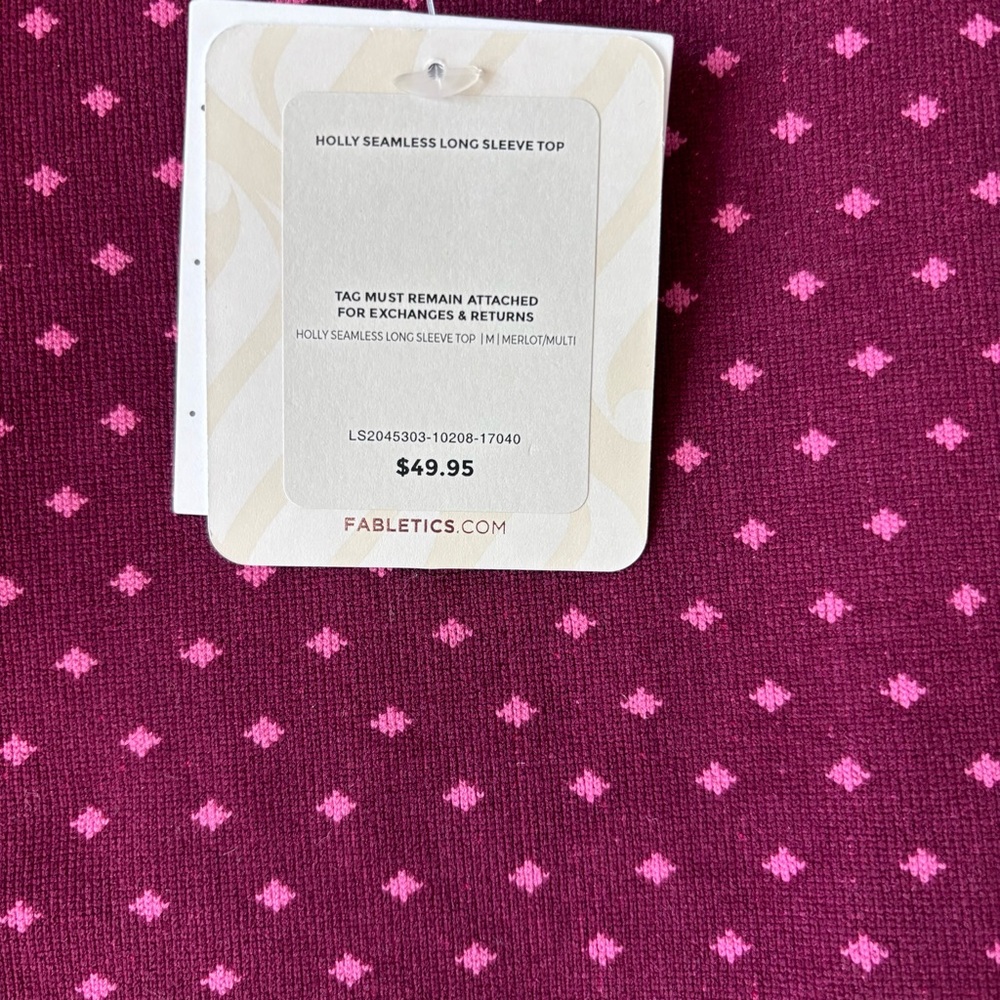 HOLLY SEAMLESS LONG SLEEVE TOP
TAG MUST REMAIN ATTACHED
FOR EXCHANGES & RETURNS
HOLLY SEAMLESS LONG SLEEVE TOP | M | MERLOT/MULTI
LS2045303-10208-17040
$49.95
FABLETICS.COM